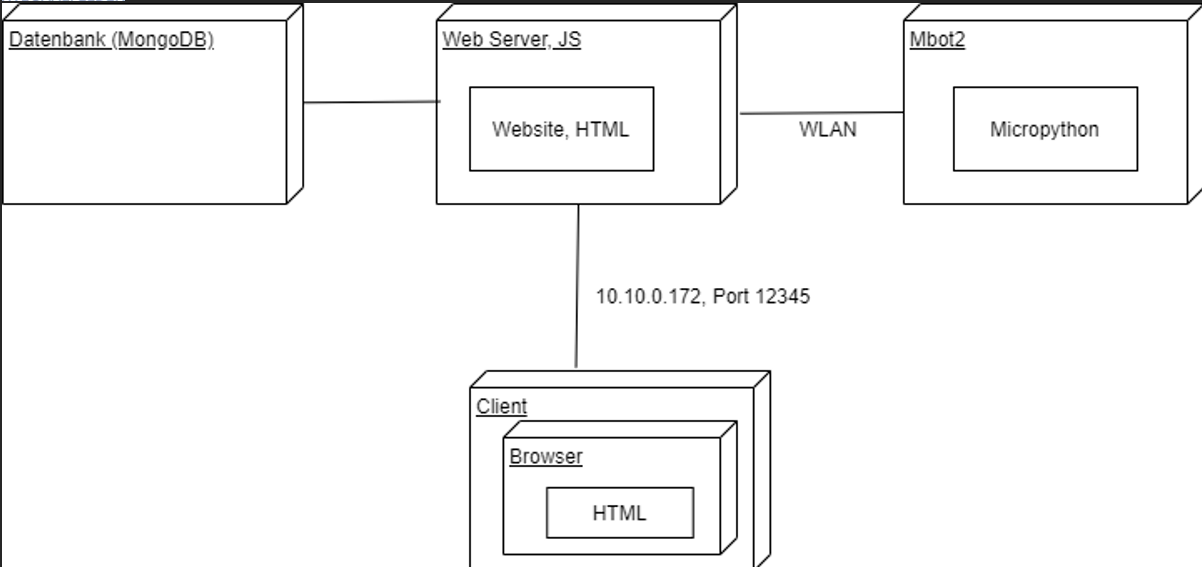 Datenbank (MongoDB)
Web Server, JS
Mbot2
Website, HTML
WLAN
Micropython
10.10.0.172, Port 12345
Client
Browser
HTML